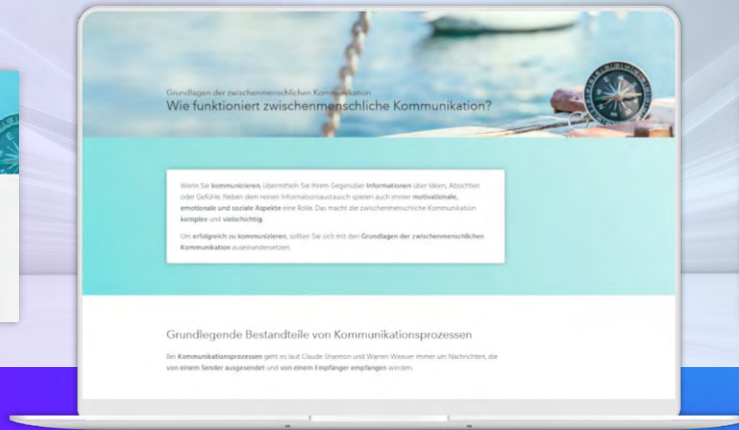 Grundlagen der zwischenmenschlichen Kommunikation
Wie funktioniert zwischenmenschliche Kommunikation?
Wenn Sie kommunizieren, übermitteln Sie Ihrem Gegenüber Informationen über Ideen, Absichten
oder Gefühle. Neben dem reinen Informationsaustausch spielen auch immer motivationale,
emotionale und soziale Aspekte eine Rolle. Das macht die zwischenmenschliche Kommunikation
komplex und vielschichtig.
Um erfolgreich zu kommunizieren, sollten Sie sich mit den Grundlagen der zwischenmenschlichen
Kommunikation auseinandersetzen.
Grundlegende Bestandteile von Kommunikationsprozessen
Bei Kommunikationsprozessen geht es laut Claude Shannon und Warren Weaver immer um Nachrichten, die
von einem Sender ausgesendet und von einem Empfänger empfangen werden.